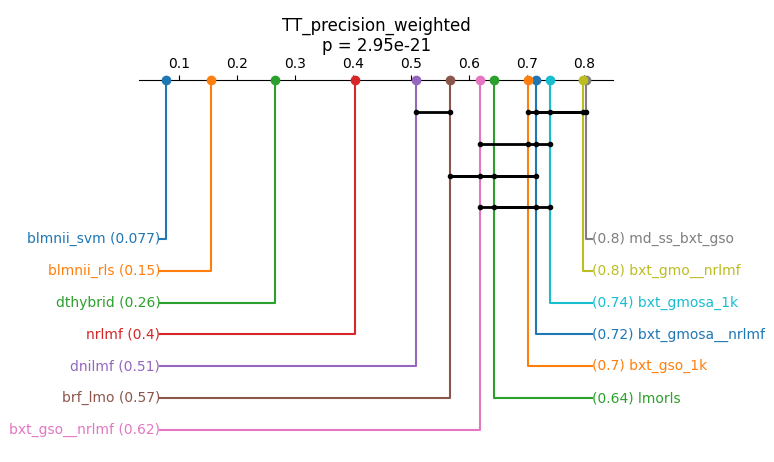 TT_precision_weighted
p = 2.95e-21
0.1 0.2 0.3 0.4 0.5 0.6 0.7 0.8
blmnii_svm (0.077)
(0.8) md_ss_bxt_gso
blmnii_rls (0.15)
(0.8) bxt_gmo__nrlmf
dthybrid (0.26)
(0.74) bxt_gmosa_1k
nrlmf (0.4)
(0.72) bxt_gmosa__nrlmf
dnilmf (0.51)
(0.7) bxt_gso_1k
brf_lmo (0.57)
(0.64) lmorls
bxt_gso__nrlmf (0.62)